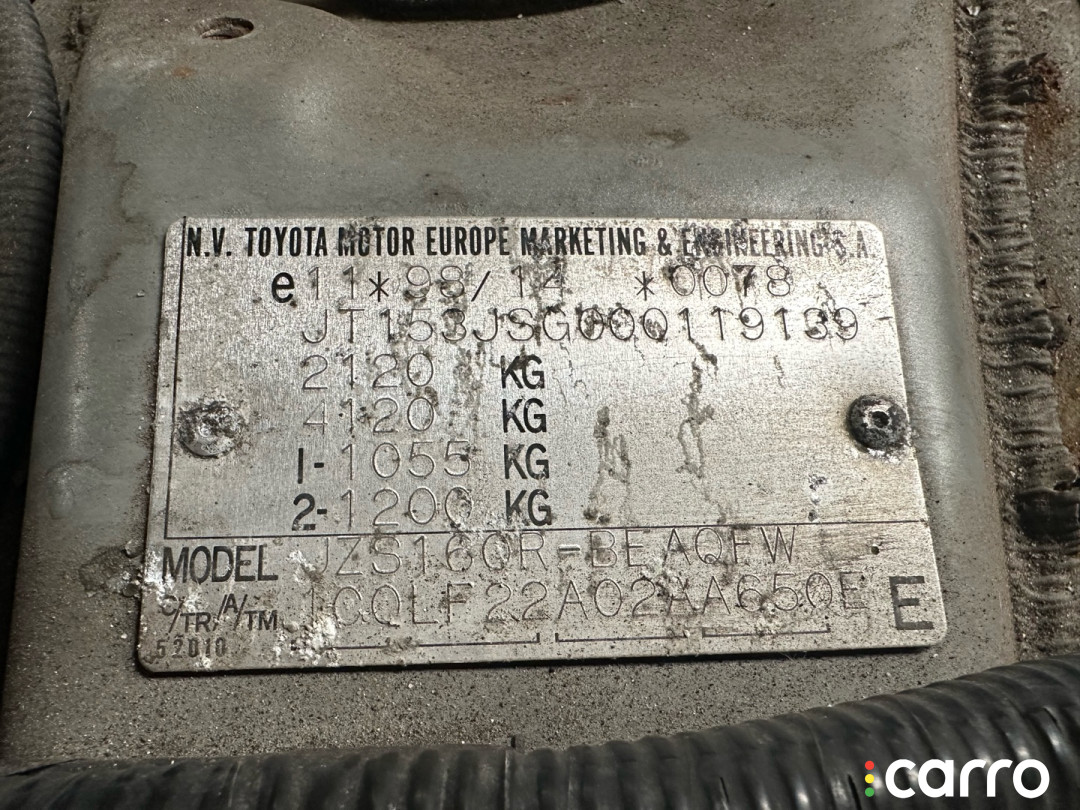 N.V. TOYOTA MOTOR EUROPE MARKETING & ENGINEERING S.A.
e11*98/14 *0078
JT153JSG000119139
2120 KG
4120 KG
1-1055 KG
2-1200 KG
MODEL JZS160R-BEAQFW
C/TR/A/TM 1C0LF22A02AA650E E
52010
carro